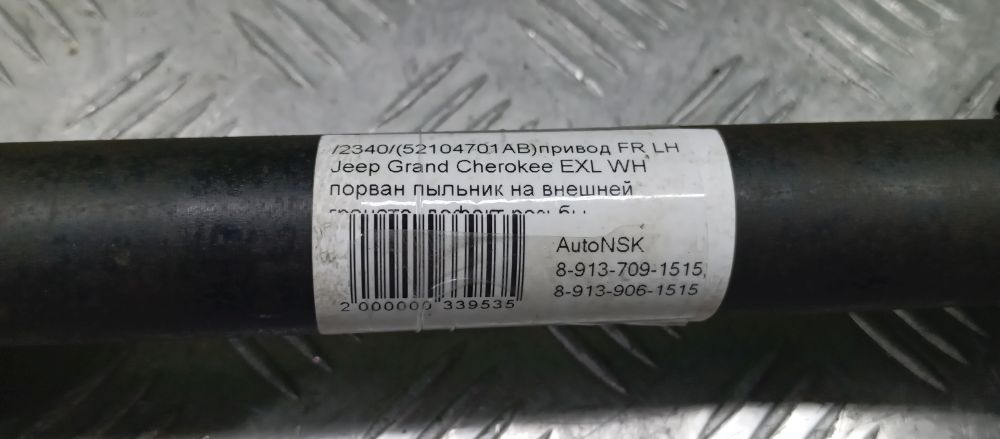 /2340/(52104701AB)привод FR LH
Jeep Grand Cherokee EXL WH
порван пыльник на внешней
AutoNSK
8-913-709-1515,
8-913-906-1515
2 000000 339535